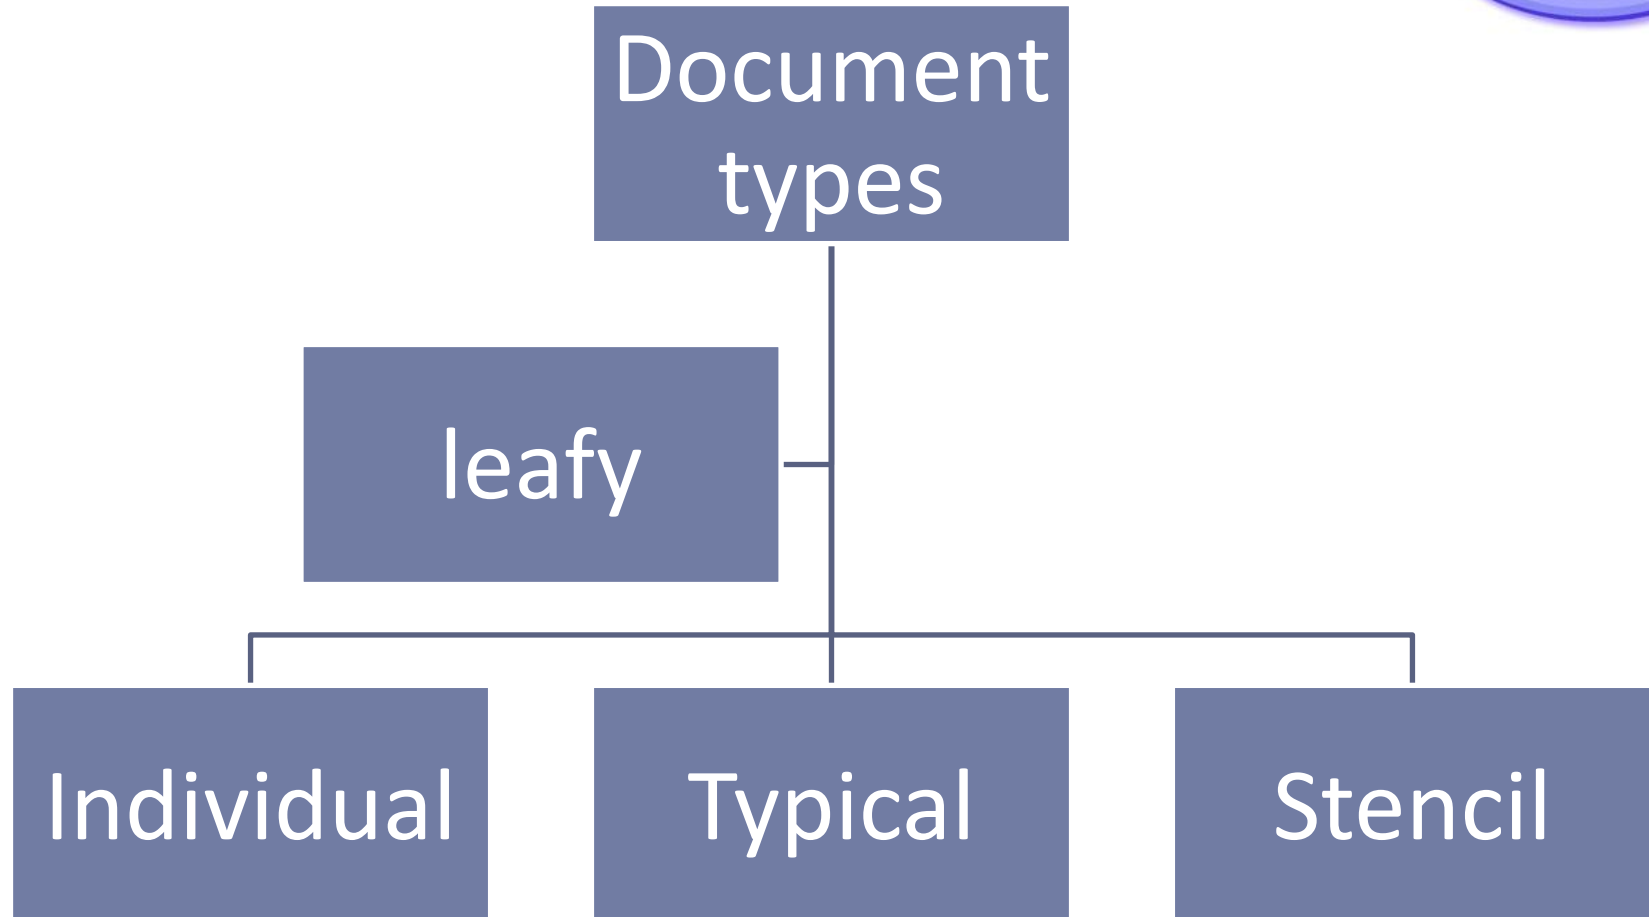 Document
types
leafy
Individual
Typical
Stencil